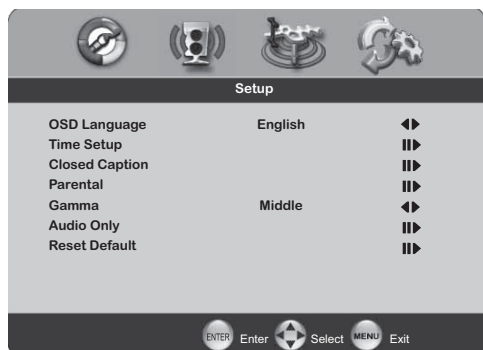 Setup
OSD Language English
Time Setup
Closed Caption
Parental
Gamma Middle
Audio Only
Reset Default
ENTER Enter Select MENU Exit